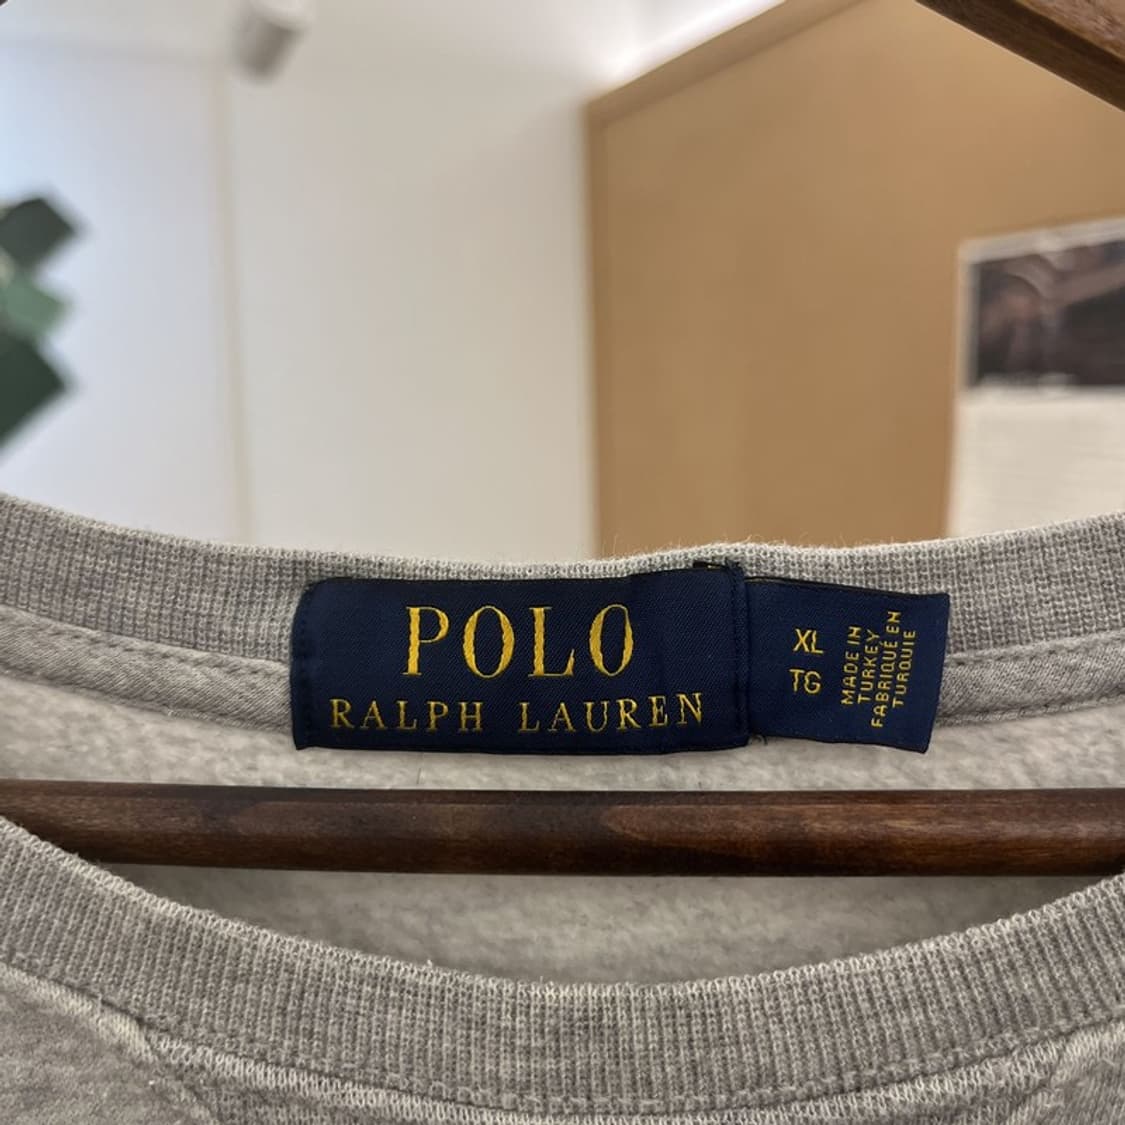 POLO
RALPH LAUREN
XL
TG
MADE IN
TURKEY
FABRIQUÉ EN
TURQUIE